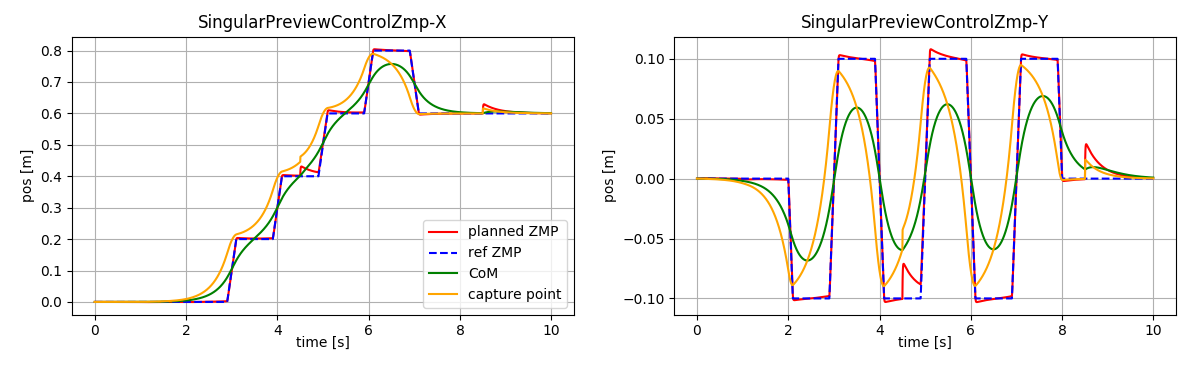 SingularPreviewControlZmp-X
0.8
0.7
0.6
0.5
0.4
0.3
0.2
0.1
0.0
pos [m]
planned ZMP
ref ZMP
CoM
capture point
0 2 4 6 8 10
time [s]
SingularPreviewControlZmp-Y
0.10
0.05
0.00
−0.05
−0.10
pos [m]
0 2 4 6 8 10
time [s]